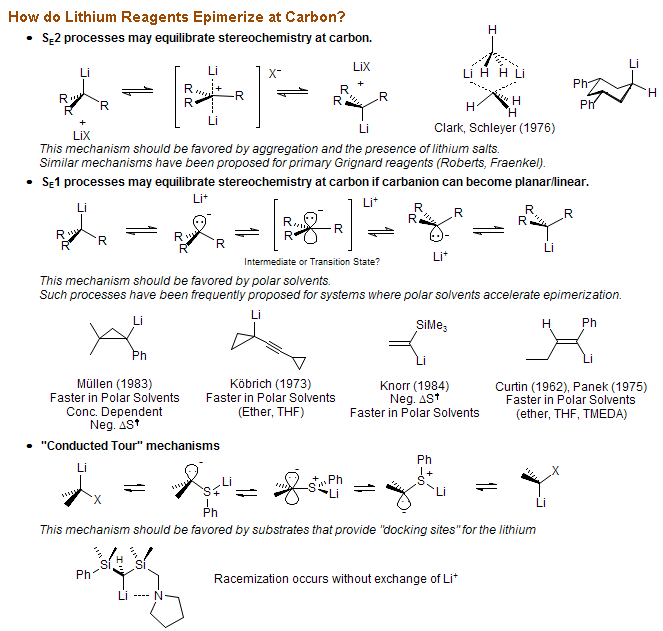 How do Lithium Reagents Epimerize at Carbon?
• SE2 processes may equilibrate stereochemistry at carbon.
Li
R
R
R
+
LiX
Li
R
R
+
R
Li
X-
LiX
+
R
R
R
Li
H
Li H H Li
H
H
H
Clark, Schleyer (1976)
Li
Ph
Ph
H
This mechanism should be favored by aggregation and the presence of lithium salts.
Similar mechanisms have been proposed for primary Grignard reagents (Roberts, Fraenkel).
• SE1 processes may equilibrate stereochemistry at carbon if carbanion can become planar/linear.
Li
R
R
R
Li+
-
R
R
R
-
R
R
R
Li+
R
R
R
-
Li+
R
R
R
Li
Intermediate or Transition State?
This mechanism should be favored by polar solvents.
Such processes have been frequently proposed for systems where polar solvents accelerate epimerization.
Li
Ph
Müllen (1983)
Faster in Polar Solvents
Conc. Dependent
Neg. ΔS‡
Li
Köbrich (1973)
Faster in Polar Solvents
(Ether, THF)
SiMe3
Li
Knorr (1984)
Neg. ΔS‡
Faster in Polar Solvents
H Ph
Li
Curtin (1962), Panek (1975)
Faster in Polar Solvents
(ether, THF, TMEDA)
• "Conducted Tour" mechanisms
Li
X
-
Li
S
+
Ph
-
+
S
Ph
Li
Ph
+
S
Li
-
X
Li
This mechanism should be favored by substrates that provide "docking sites" for the lithium
Si H Si
Ph
Li N
Racemization occurs without exchange of Li+